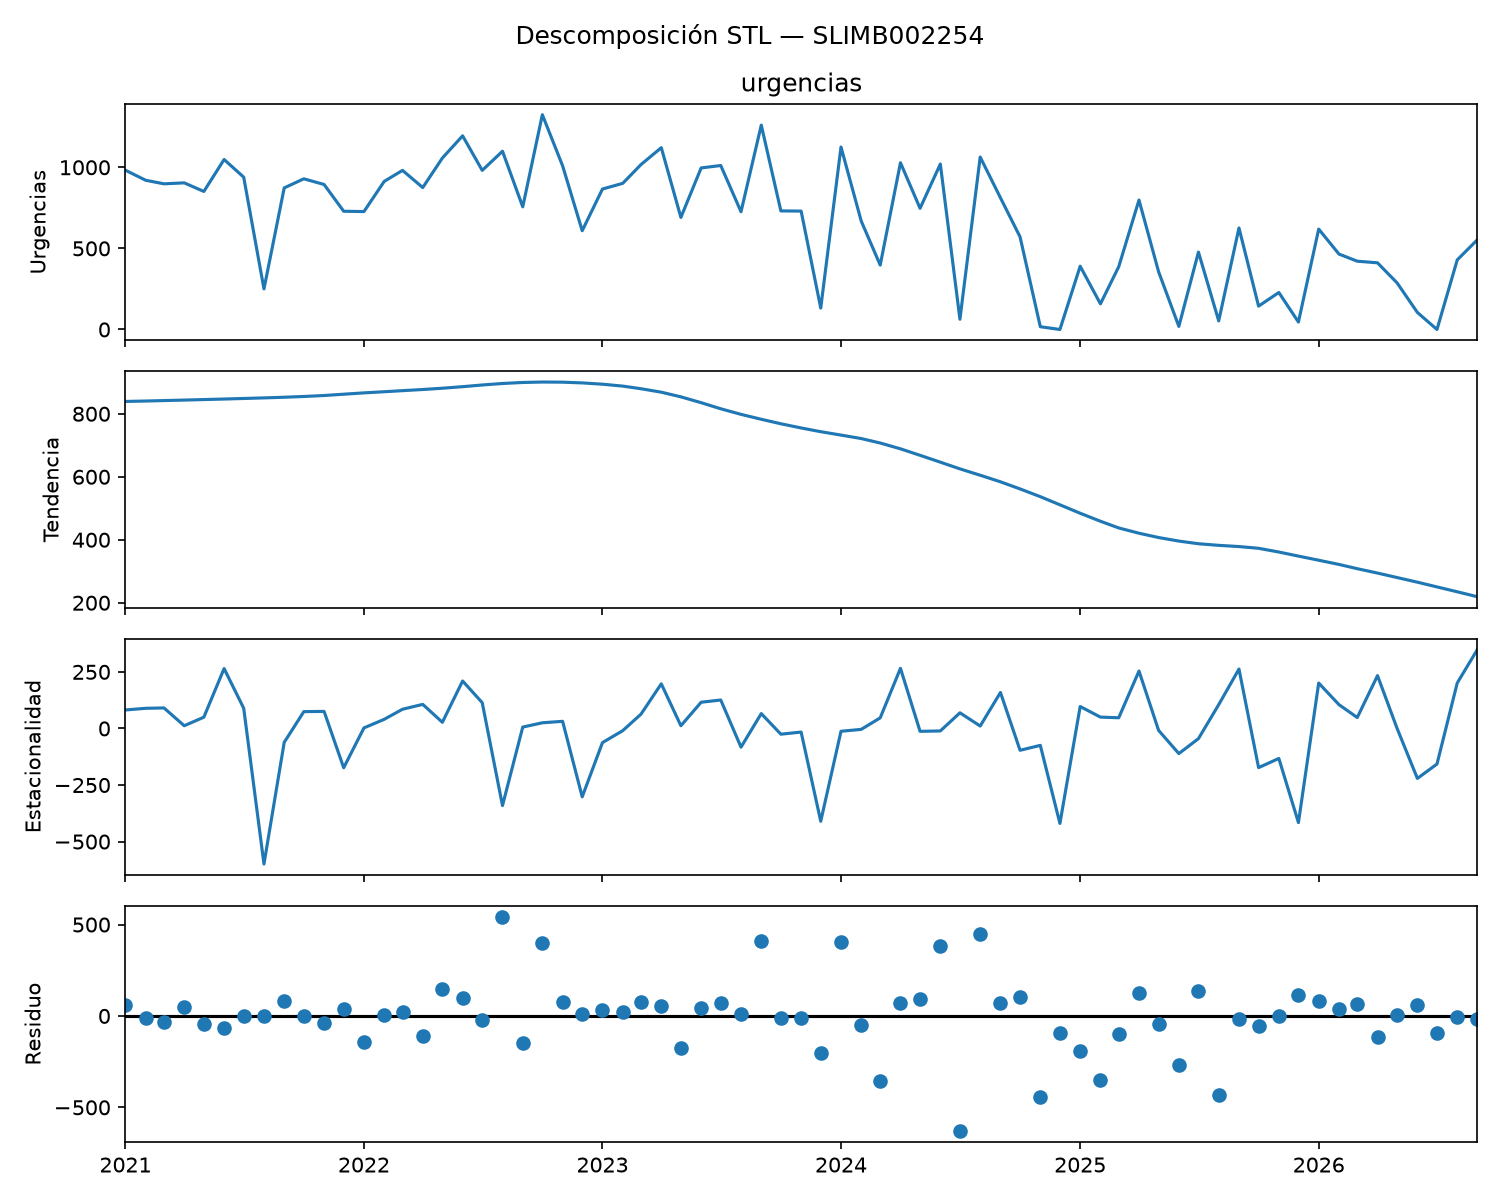 Descomposición STL — SLIMB002254
urgencias
Urgencias
1000
500
0
Tendencia
800
600
400
200
Estacionalidad
250
0
−250
−500
Residuo
500
0
−500
2021 2022 2023 2024 2025 2026